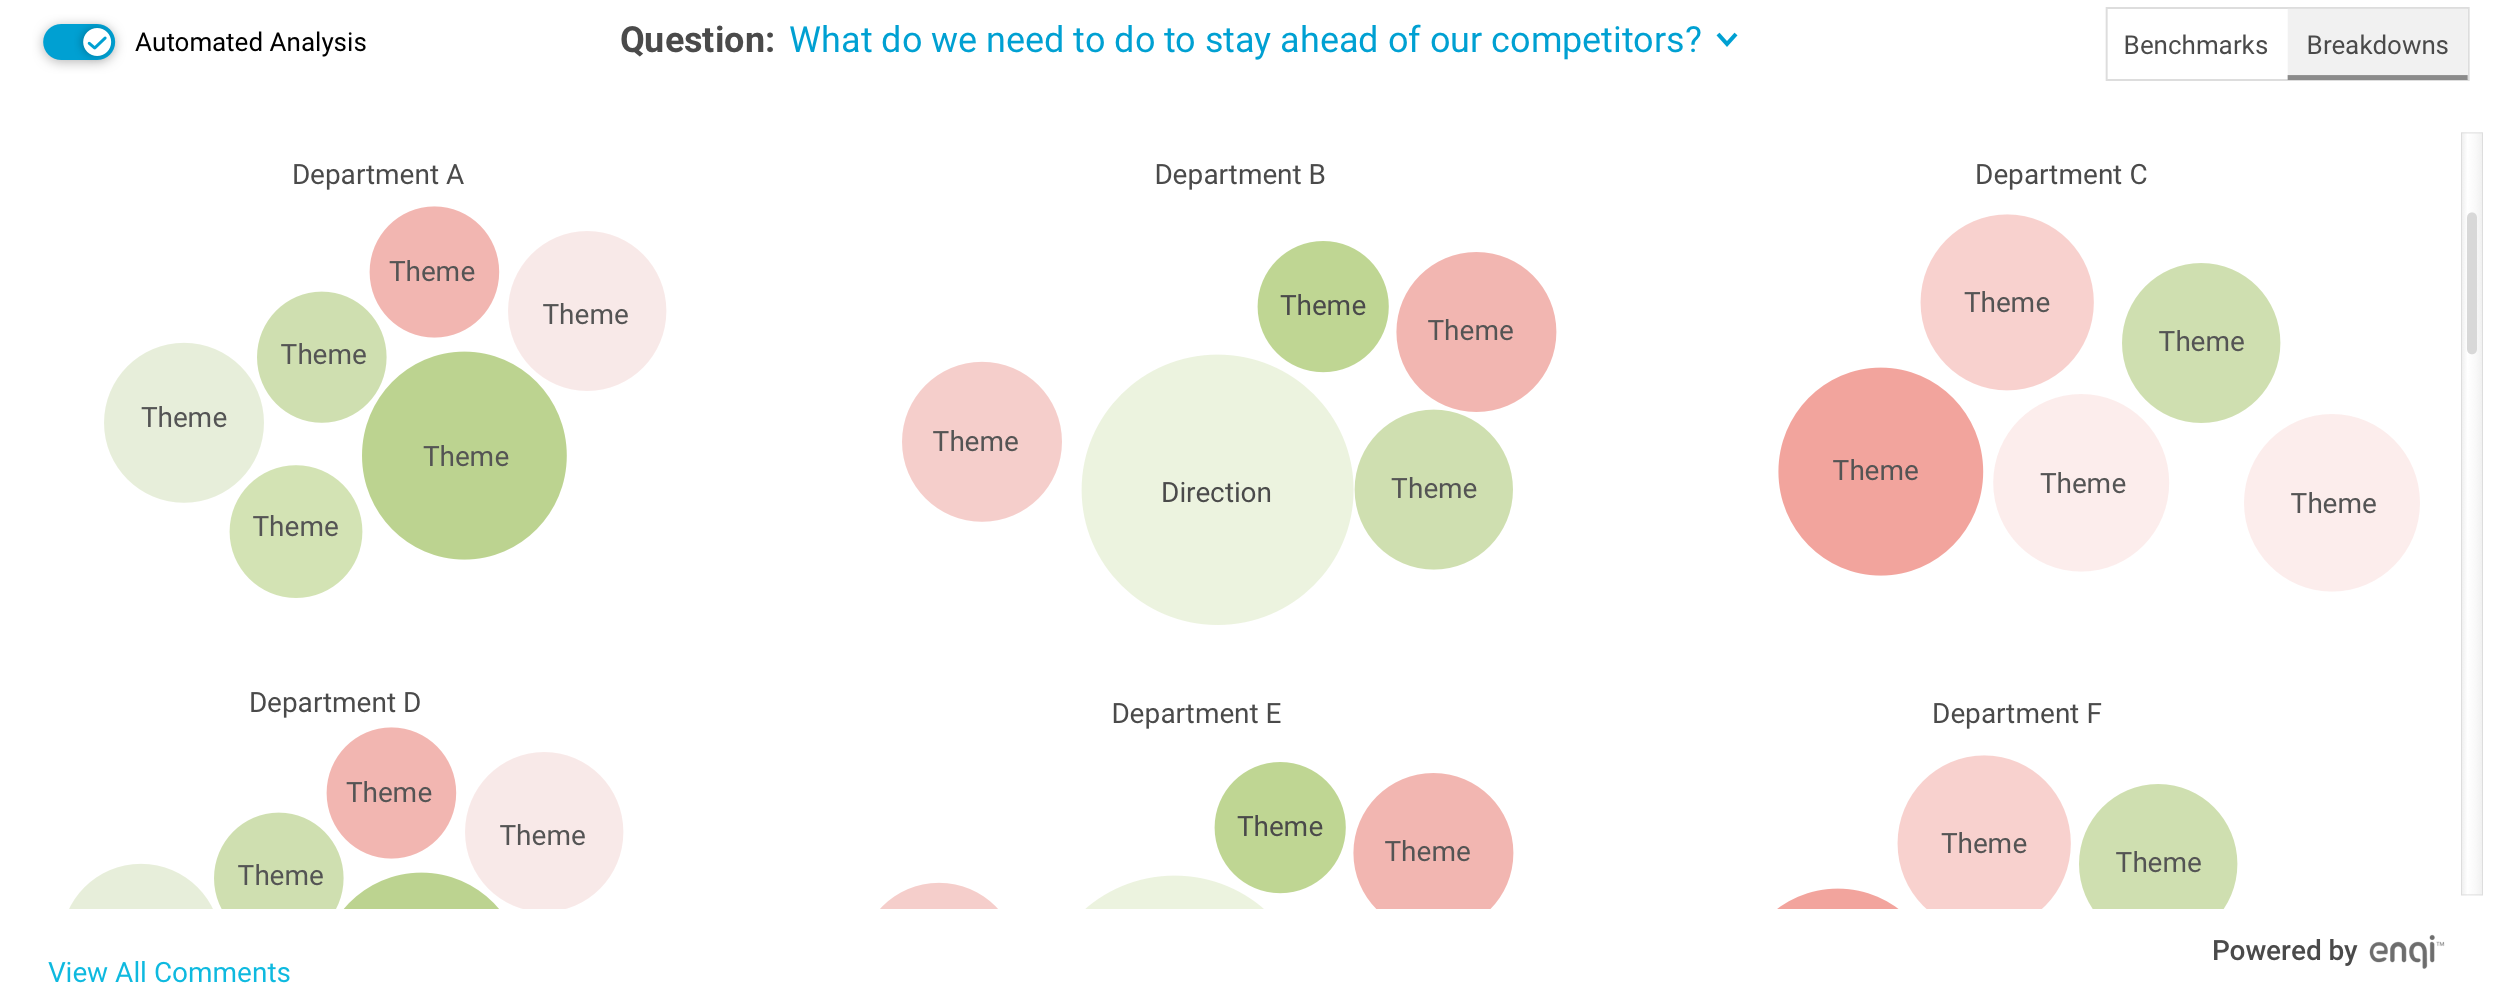 Automated Analysis
Question: What do we need to do to stay ahead of our competitors?
Benchmarks
Breakdowns
Department A
Theme
Theme
Theme
Theme
Theme
Theme
Department B
Theme
Theme
Theme
Direction
Theme
Department C
Theme
Theme
Theme
Theme
Theme
Department D
Theme
Theme
Theme
Department E
Theme
Theme
Department F
Theme
Theme
View All Comments
Powered by enqi™